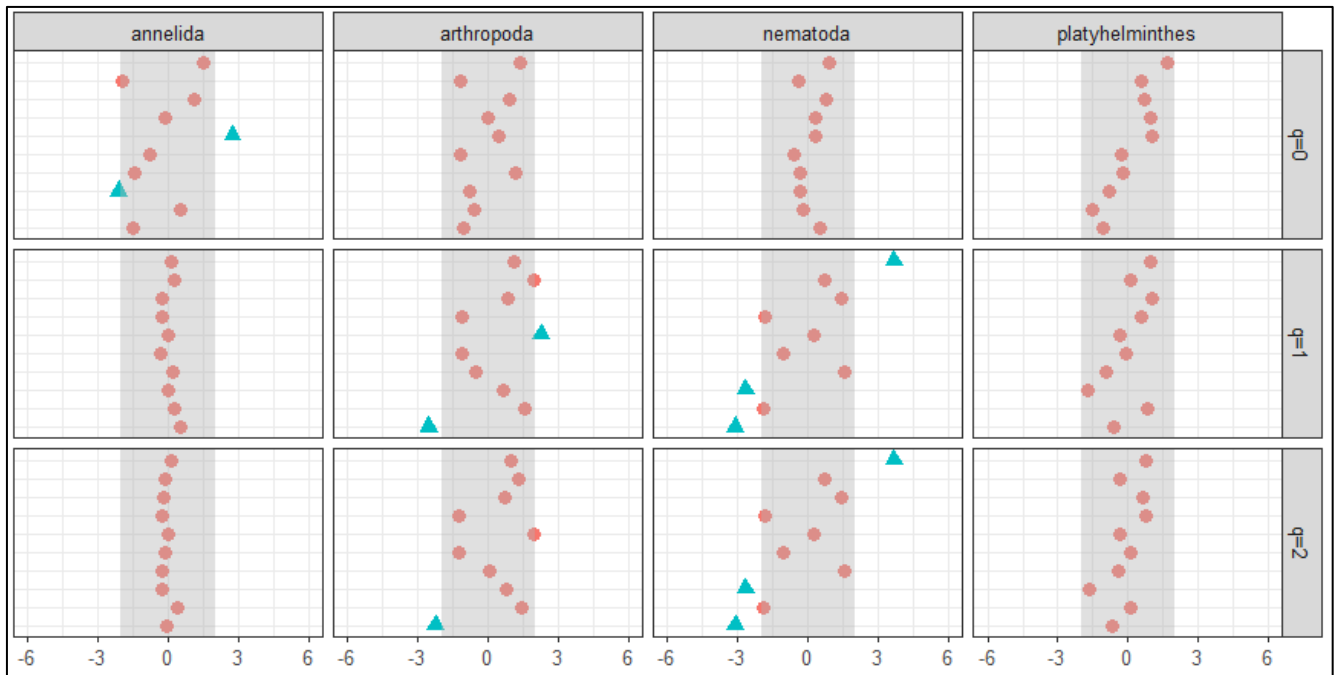 annelida arthropoda nematoda platyhelminthes
q=0
q=1
q=2
-6 -3 0 3 6 -6 -3 0 3 6 -6 -3 0 3 6 -6 -3 0 3 6